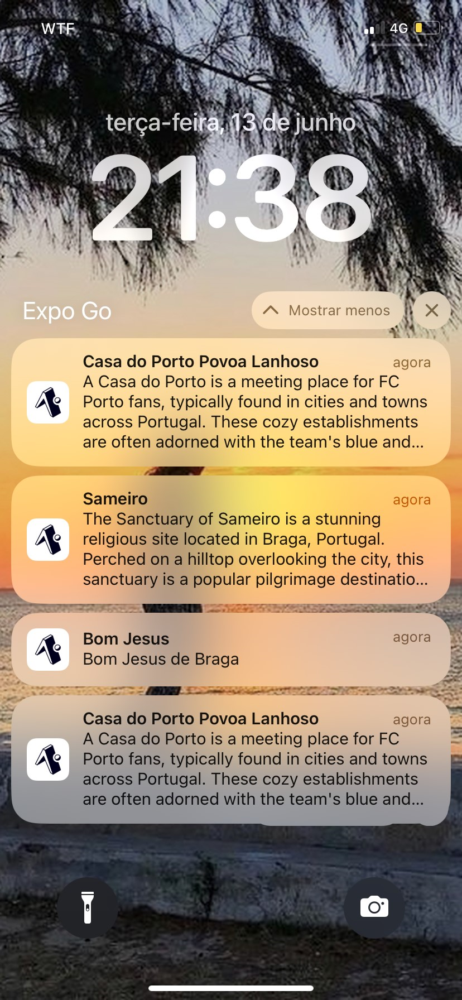 WTF 4G
terça-feira, 13 de junho
21:38
Expo Go Mostrar menos
Casa do Porto Povoa Lanhoso agora
A Casa do Porto is a meeting place for FC
Porto fans, typically found in cities and towns
across Portugal. These cozy establishments
are often adorned with the team's blue and...
Sameiro agora
The Sanctuary of Sameiro is a stunning
religious site located in Braga, Portugal.
Perched on a hilltop overlooking the city, this
sanctuary is a popular pilgrimage destinatio...
Bom Jesus agora
Bom Jesus de Braga
Casa do Porto Povoa Lanhoso agora
A Casa do Porto is a meeting place for FC
Porto fans, typically found in cities and towns
across Portugal. These cozy establishments
are often adorned with the team's blue and...